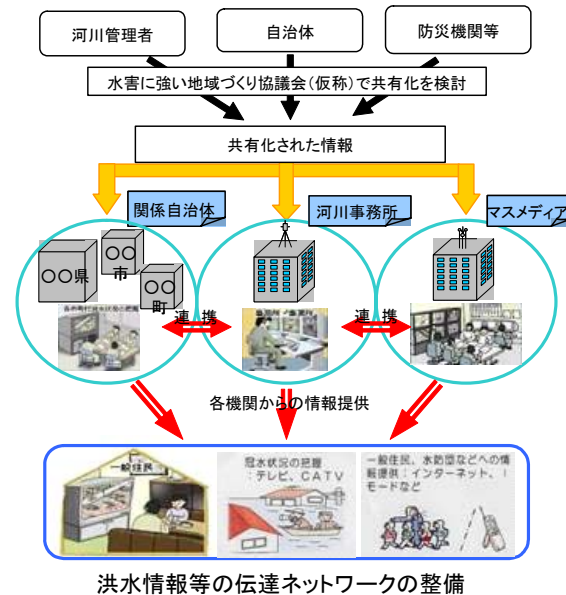 河川管理者
自治体
防災機関等
水害に強い地域づくり協議会(仮称)で共有化を検討
共有化された情報
関係自治体
河川事務所
マスメディア
○○県
○○
市
○○
町
連 携
連 携
各機関からの情報提供
一般住民
冠水状況の把握
:テレビ、CATV
一般住民、水防団などへの情
報提供:インターネット、i
モードなど
洪水情報等の伝達ネットワークの整備